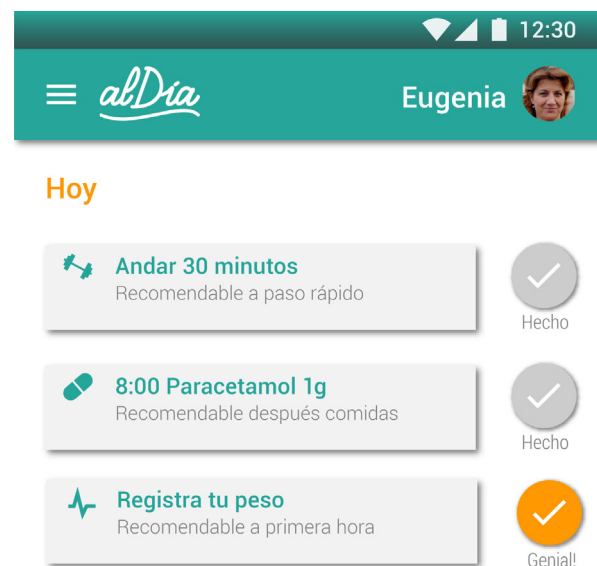 12:30
alDía
Eugenia
Hoy
Andar 30 minutos
Recomendable a paso rápido
Hecho
8:00 Paracetamol 1g
Recomendable después comidas
Hecho
Registra tu peso
Recomendable a primera hora
Genial!